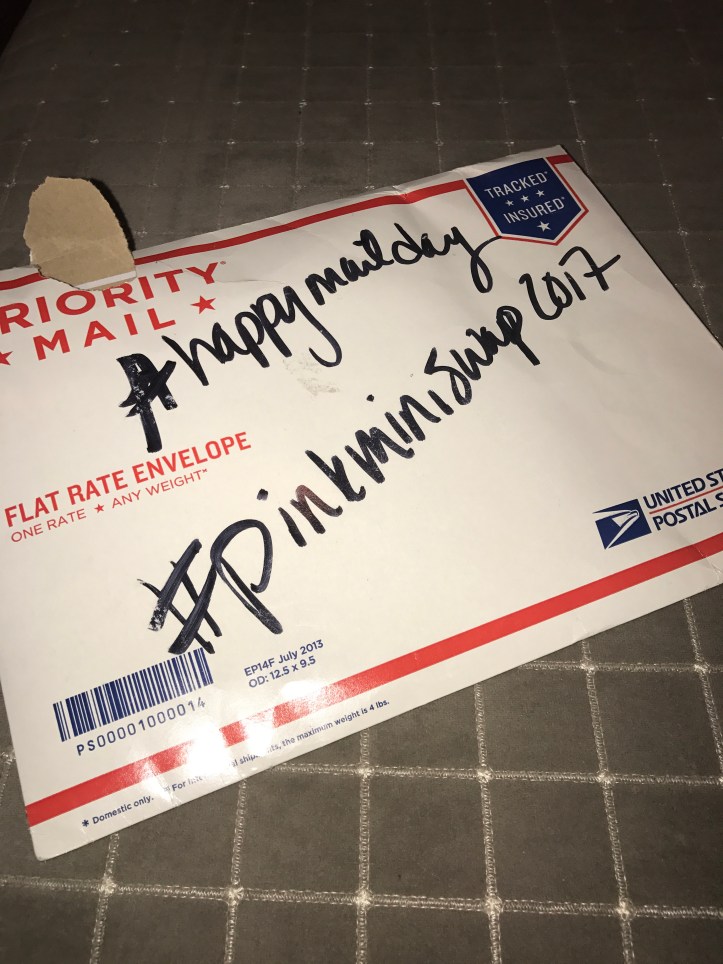 TRACKED
INSURED
#happymailday
RIORITY
MAIL
#pinkminiswap2017
FLAT RATE ENVELOPE
ONE RATE ★ ANY WEIGHT*
UNITED ST
POSTAL
EP14F July 2013
OD: 12.5 x 9.5
PS00001000014
* Domestic only. For the maximum weight is 4 lbs.